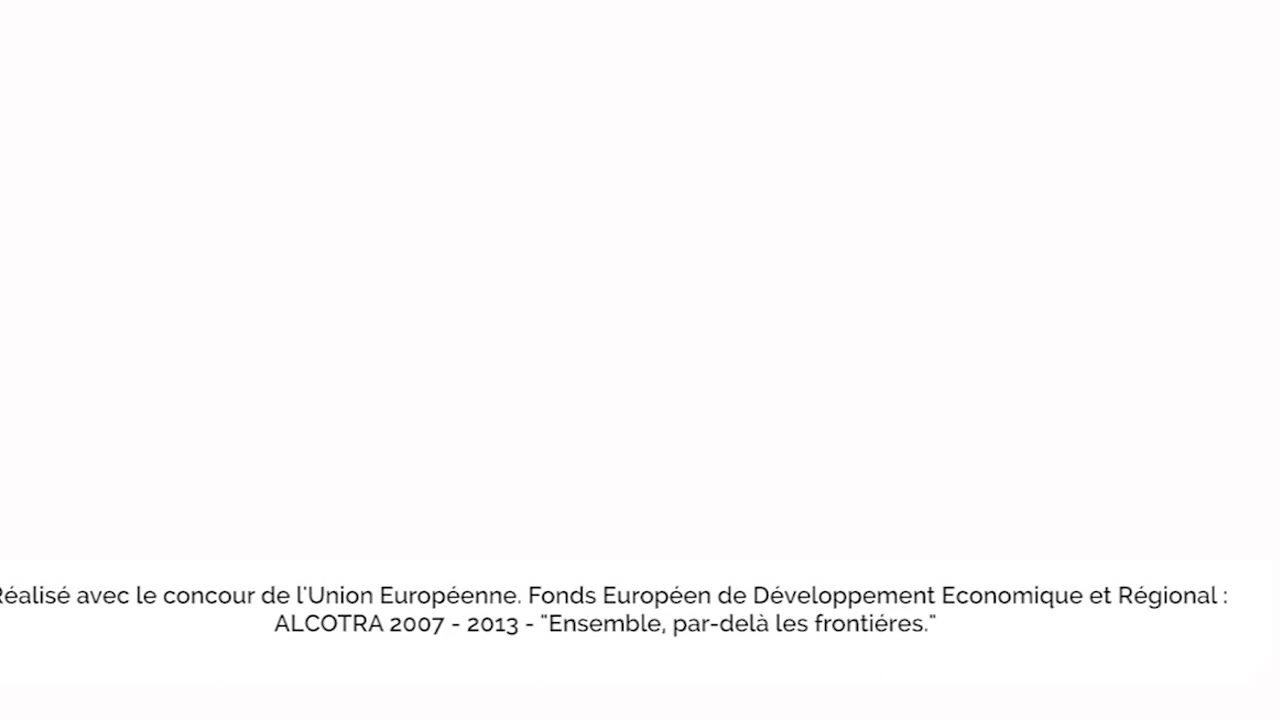 Réalisé avec le concour de l'Union Européenne. Fonds Européen de Développement Economique et Régional :
ALCOTRA 2007 - 2013 - "Ensemble, par-delà les frontiéres."